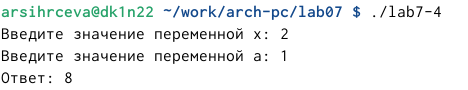 arsihrceva@dk1n22 ~/work/arch-pc/lab07 $ ./lab7-4
Введите значение переменной x: 2
Введите значение переменной a: 1
Ответ: 8